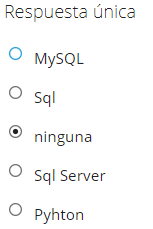 Respuesta única
MySQL
Sql
ninguna
Sql Server
Pyhton